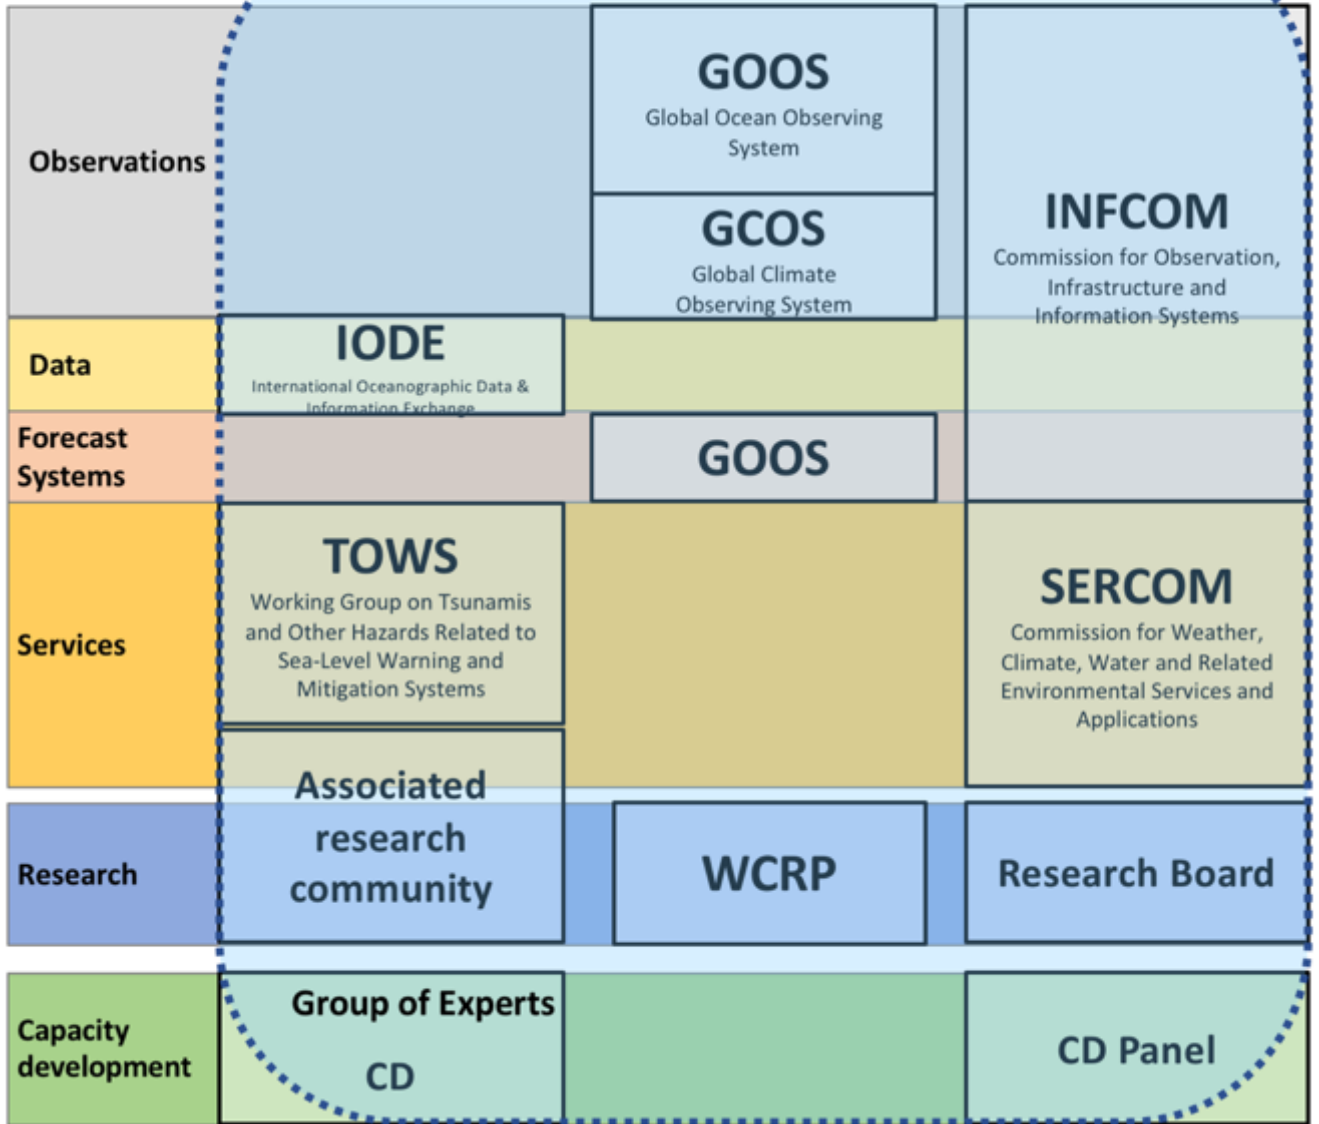 Observations
GOOS
Global Ocean Observing
System
GCOS
Global Climate
Observing System
INFCOM
Commission for Observation,
Infrastructure and
Information Systems
Data
IODE
International Oceanographic Data &
Information Exchange
Forecast
Systems
GOOS
Services
TOWS
Working Group on Tsunamis
and Other Hazards Related to
Sea-Level Warning and
Mitigation Systems
SERCOM
Commission for Weather,
Climate, Water and Related
Environmental Services and
Applications
Research
Associated
research
community
WCRP
Research Board
Capacity
development
Group of Experts
CD
CD Panel